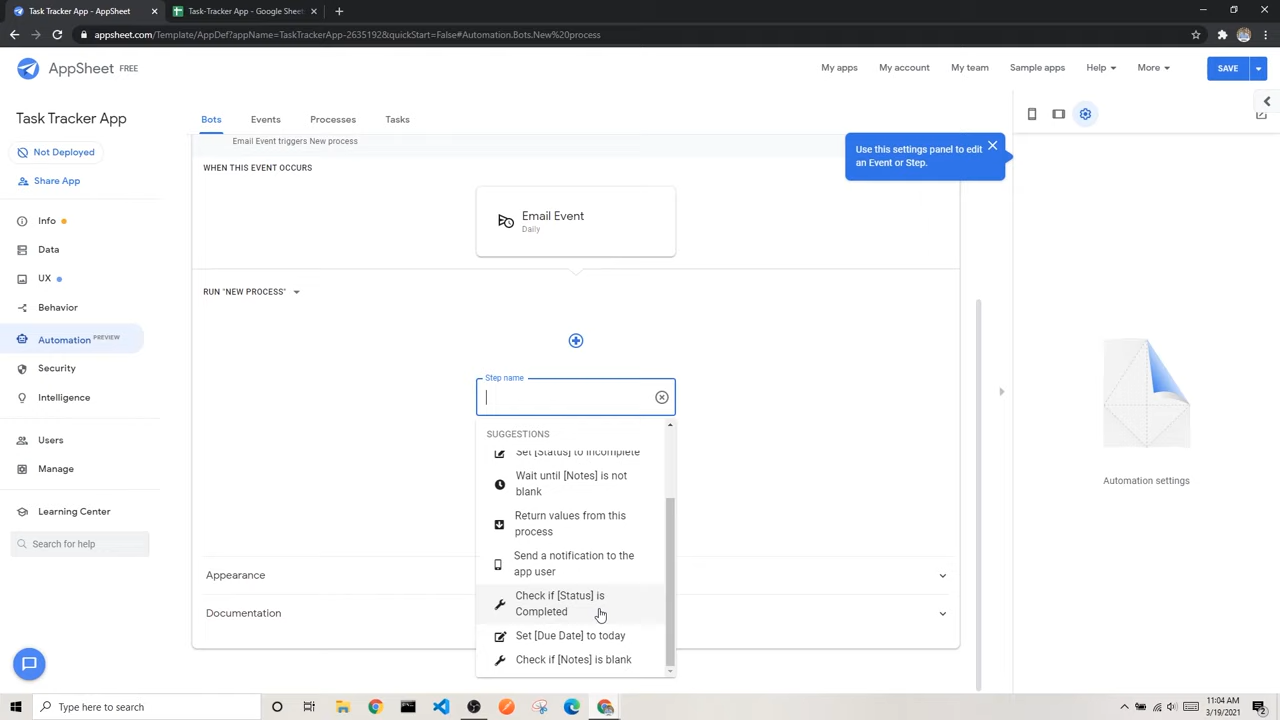 Task Tracker App - AppSheet
Task-Tracker App - Google Sheet
appsheet.com/Template/AppDef?appName=TaskTrackerApp-2635192&quickStart=False#Automation.Bots.New%20process
AppSheet FREE
My apps
My account
My team
Sample apps
Help
More
SAVE
Task Tracker App
Bots
Events
Processes
Tasks
Not Deployed
Share App
Info
Data
UX
Behavior
Automation PREVIEW
Security
Intelligence
Users
Manage
Learning Center
Search for help
Email Event triggers New process
WHEN THIS EVENT OCCURS
Email Event
Daily
RUN "NEW PROCESS"
Step name
SUGGESTIONS
Set [Status] to Incomplete
Wait until [Notes] is not
blank
Return values from this
process
Send a notification to the
app user
Check if [Status] is
Completed
Set [Due Date] to today
Check if [Notes] is blank
Appearance
Documentation
Use this settings panel to edit
an Event or Step.
Automation settings
Type here to search
11:04 AM
3/19/2021
2